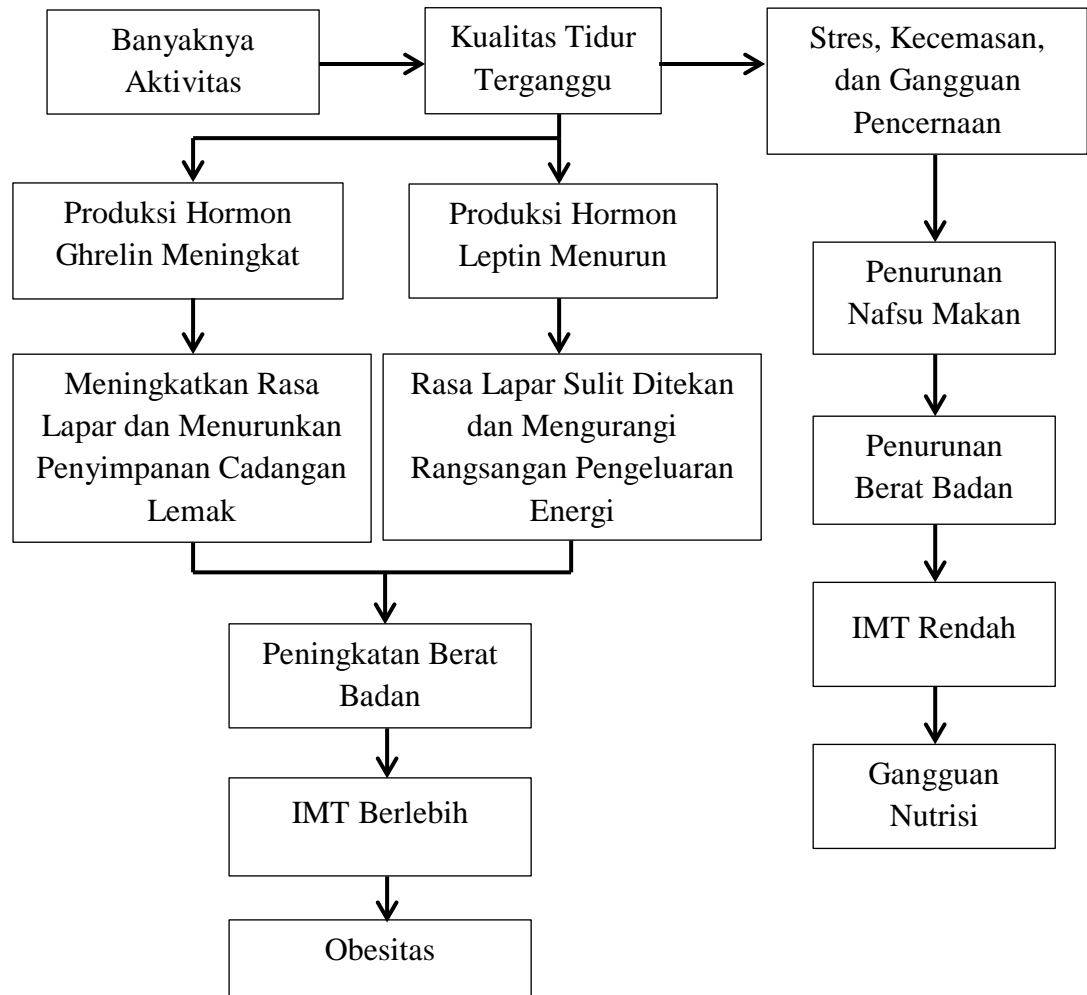 Banyaknya
Aktivitas
Kualitas Tidur
Terganggu
Stres, Kecemasan,
dan Gangguan
Pencernaan
Produksi Hormon
Ghrelin Meningkat
Produksi Hormon
Leptin Menurun
Penurunan
Nafsu Makan
Meningkatkan Rasa
Lapar dan Menurunkan
Penyimpanan Cadangan
Lemak
Rasa Lapar Sulit Ditekan
dan Mengurangi
Rangsangan Pengeluaran
Energi
Penurunan
Berat Badan
IMT Rendah
Peningkatan Berat
Badan
Gangguan
Nutrisi
IMT Berlebih
Obesitas